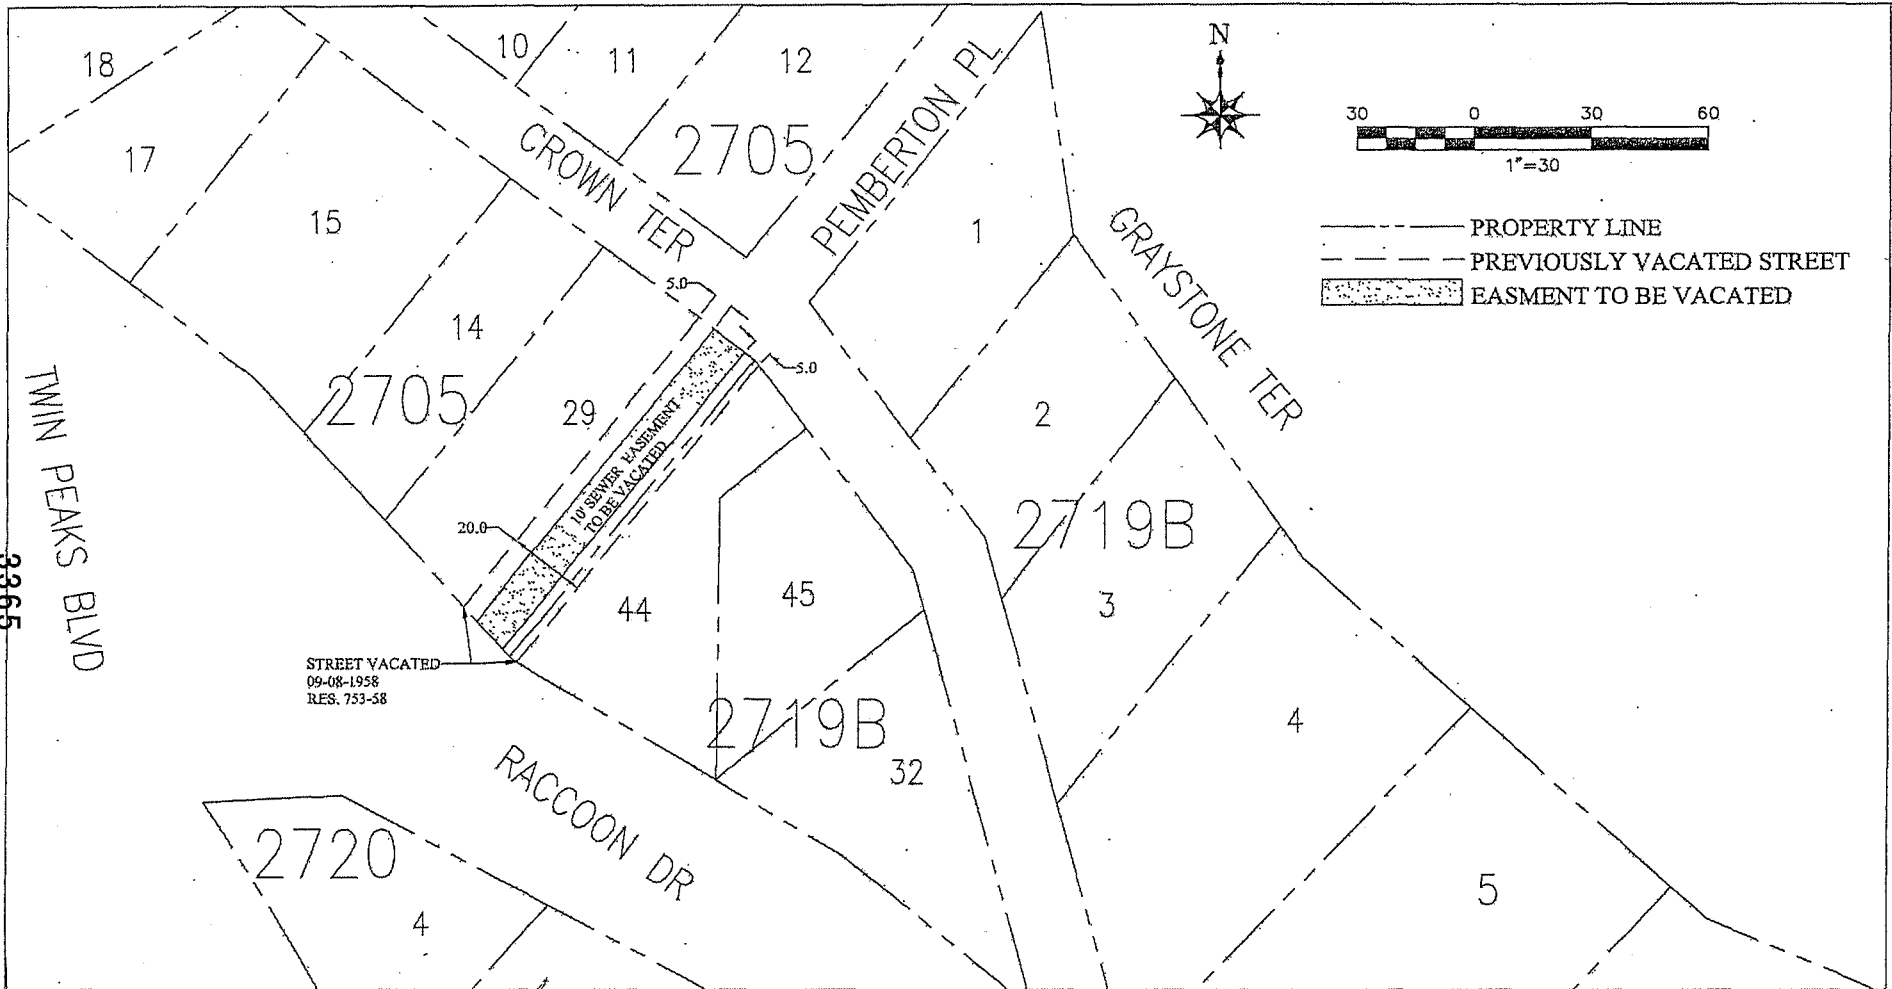 18
10
11
12
N
17
CROWN TER
2705
PEMBERTON PL
30 0 30 60
1"=30
15
1
GRAYSTONE TER
PROPERTY LINE
PREVIOUSLY VACATED STREET
EASMENT TO BE VACATED
5.0
14
5.0
2705
29
2
TWIN PEAKS BLVD
10' SEWER EASEMENT
TO BE VACATED
20.0
2719B
3365
44
45
3
STREET VACATED
09-08-1958
RES. 753-58
2719B
32
4
RACCOON DR
2720
4
5